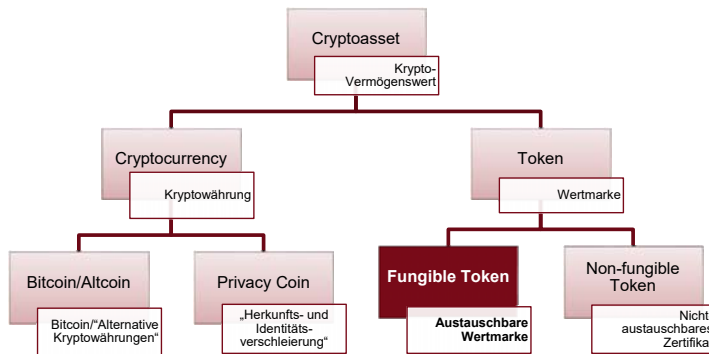 Cryptoasset
Krypto-
Vermögenswert
Cryptocurrency
Kryptowährung
Token
Wertmarke
Bitcoin/Altcoin
Bitcoin/“Alternative
Kryptowährungen“
Privacy Coin
„Herkunfts- und
Identitäts-
verschleierung“
Fungible Token
Austauschbare
Wertmarke
Non-fungible
Token
Nicht
austauschbares
Zertifika